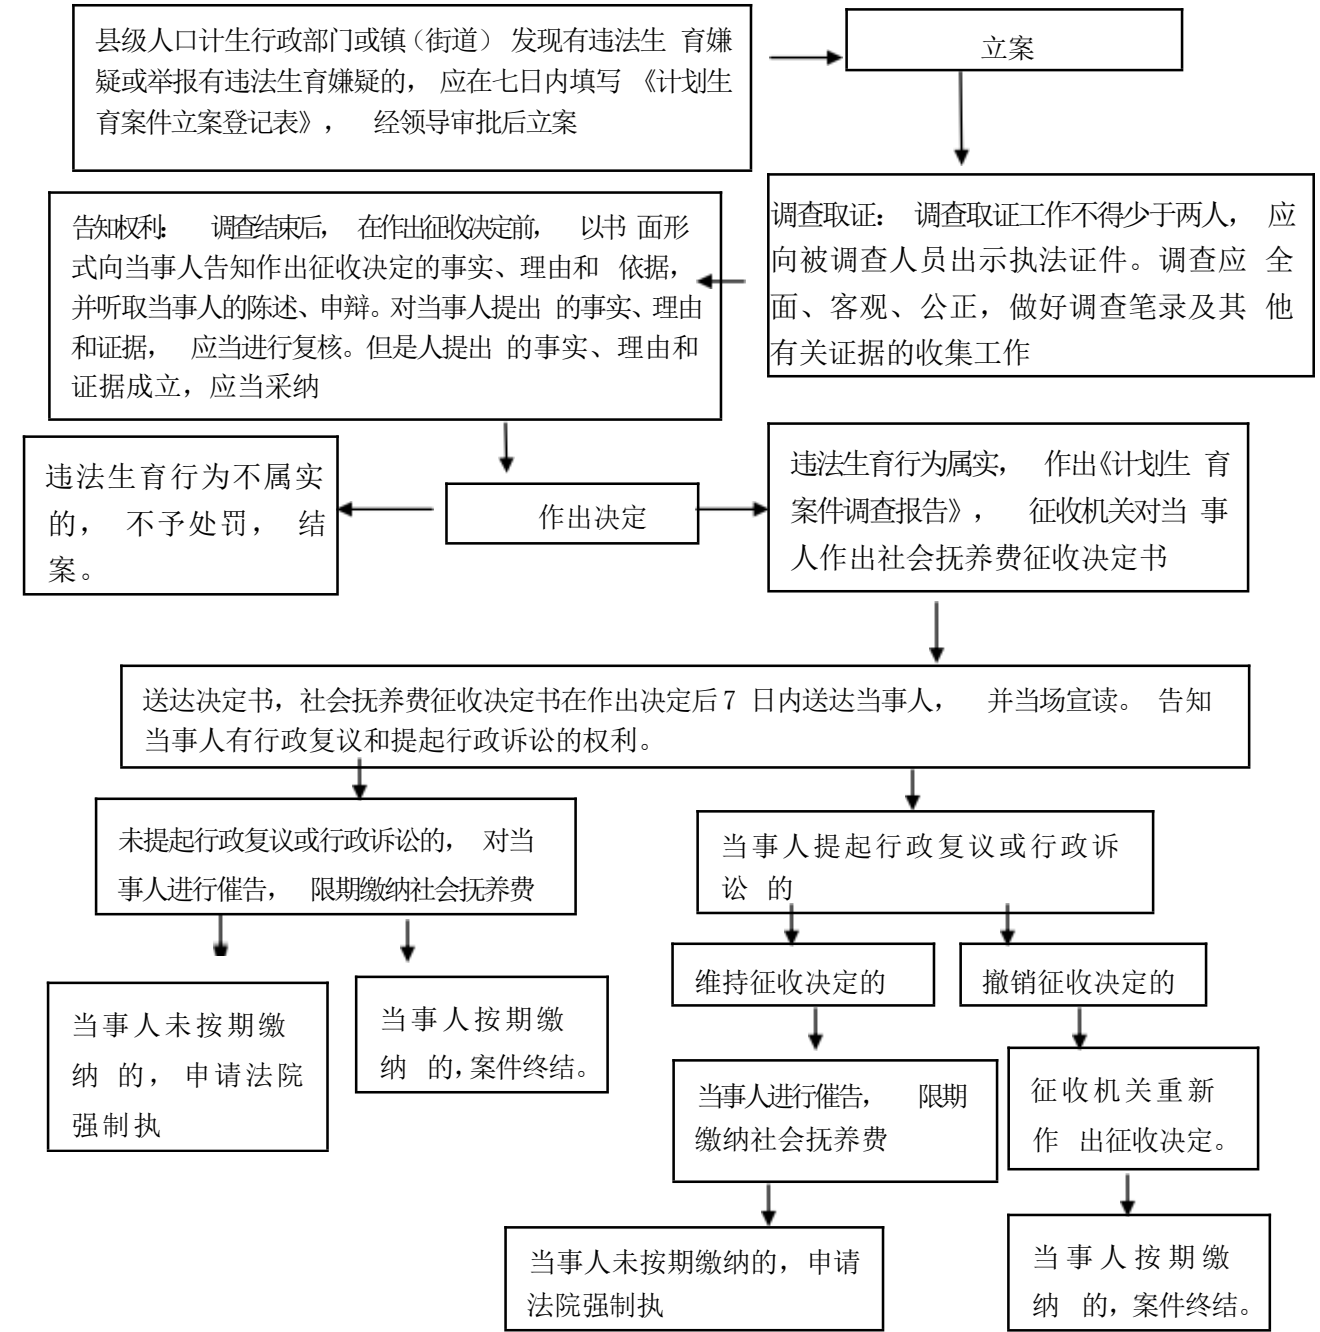 县级人口计生行政部门或镇（街道） 发现有违法生 育嫌
疑或举报有违法生育嫌疑的， 应在七日内填写 《计划生
育案件立案登记表》， 经领导审批后立案
立案
调查取证： 调查取证工作不得少于两人， 应
向被调查人员出示执法证件。调查应 全
面、客观、公正，做好调查笔录及其 他
有关证据的收集工作
告知权利： 调查结束后， 在作出征收决定前， 以书 面形
式向当事人告知作出征收决定的事实、理由和 依据，
并听取当事人的陈述、申辩。对当事人提出 的事实、理由
和证据， 应当进行复核。但是人提出 的事实、理由和
证据成立，应当采纳
作出决定
违法生育行为不属实
的， 不予处罚， 结
案。
违法生育行为属实， 作出《计划生 育
案件调查报告》， 征收机关对当 事
人作出社会抚养费征收决定书
送达决定书，社会抚养费征收决定书在作出决定后7 日内送达当事人， 并当场宣读。 告知
当事人有行政复议和提起行政诉讼的权利。
未提起行政复议或行政诉讼的， 对当
事人进行催告， 限期缴纳社会抚养费
当事人提起行政复议或行政诉
讼 的
当事人未按期缴
纳 的，申请法院
强制执
当事人按期缴
纳 的，案件终结。
维持征收决定的
撤销征收决定的
当事人进行催告， 限期
缴纳社会抚养费
征收机关重新
作 出征收决定。
当事人未按期缴纳的，申请
法院强制执
当事人按期缴
纳 的，案件终结。